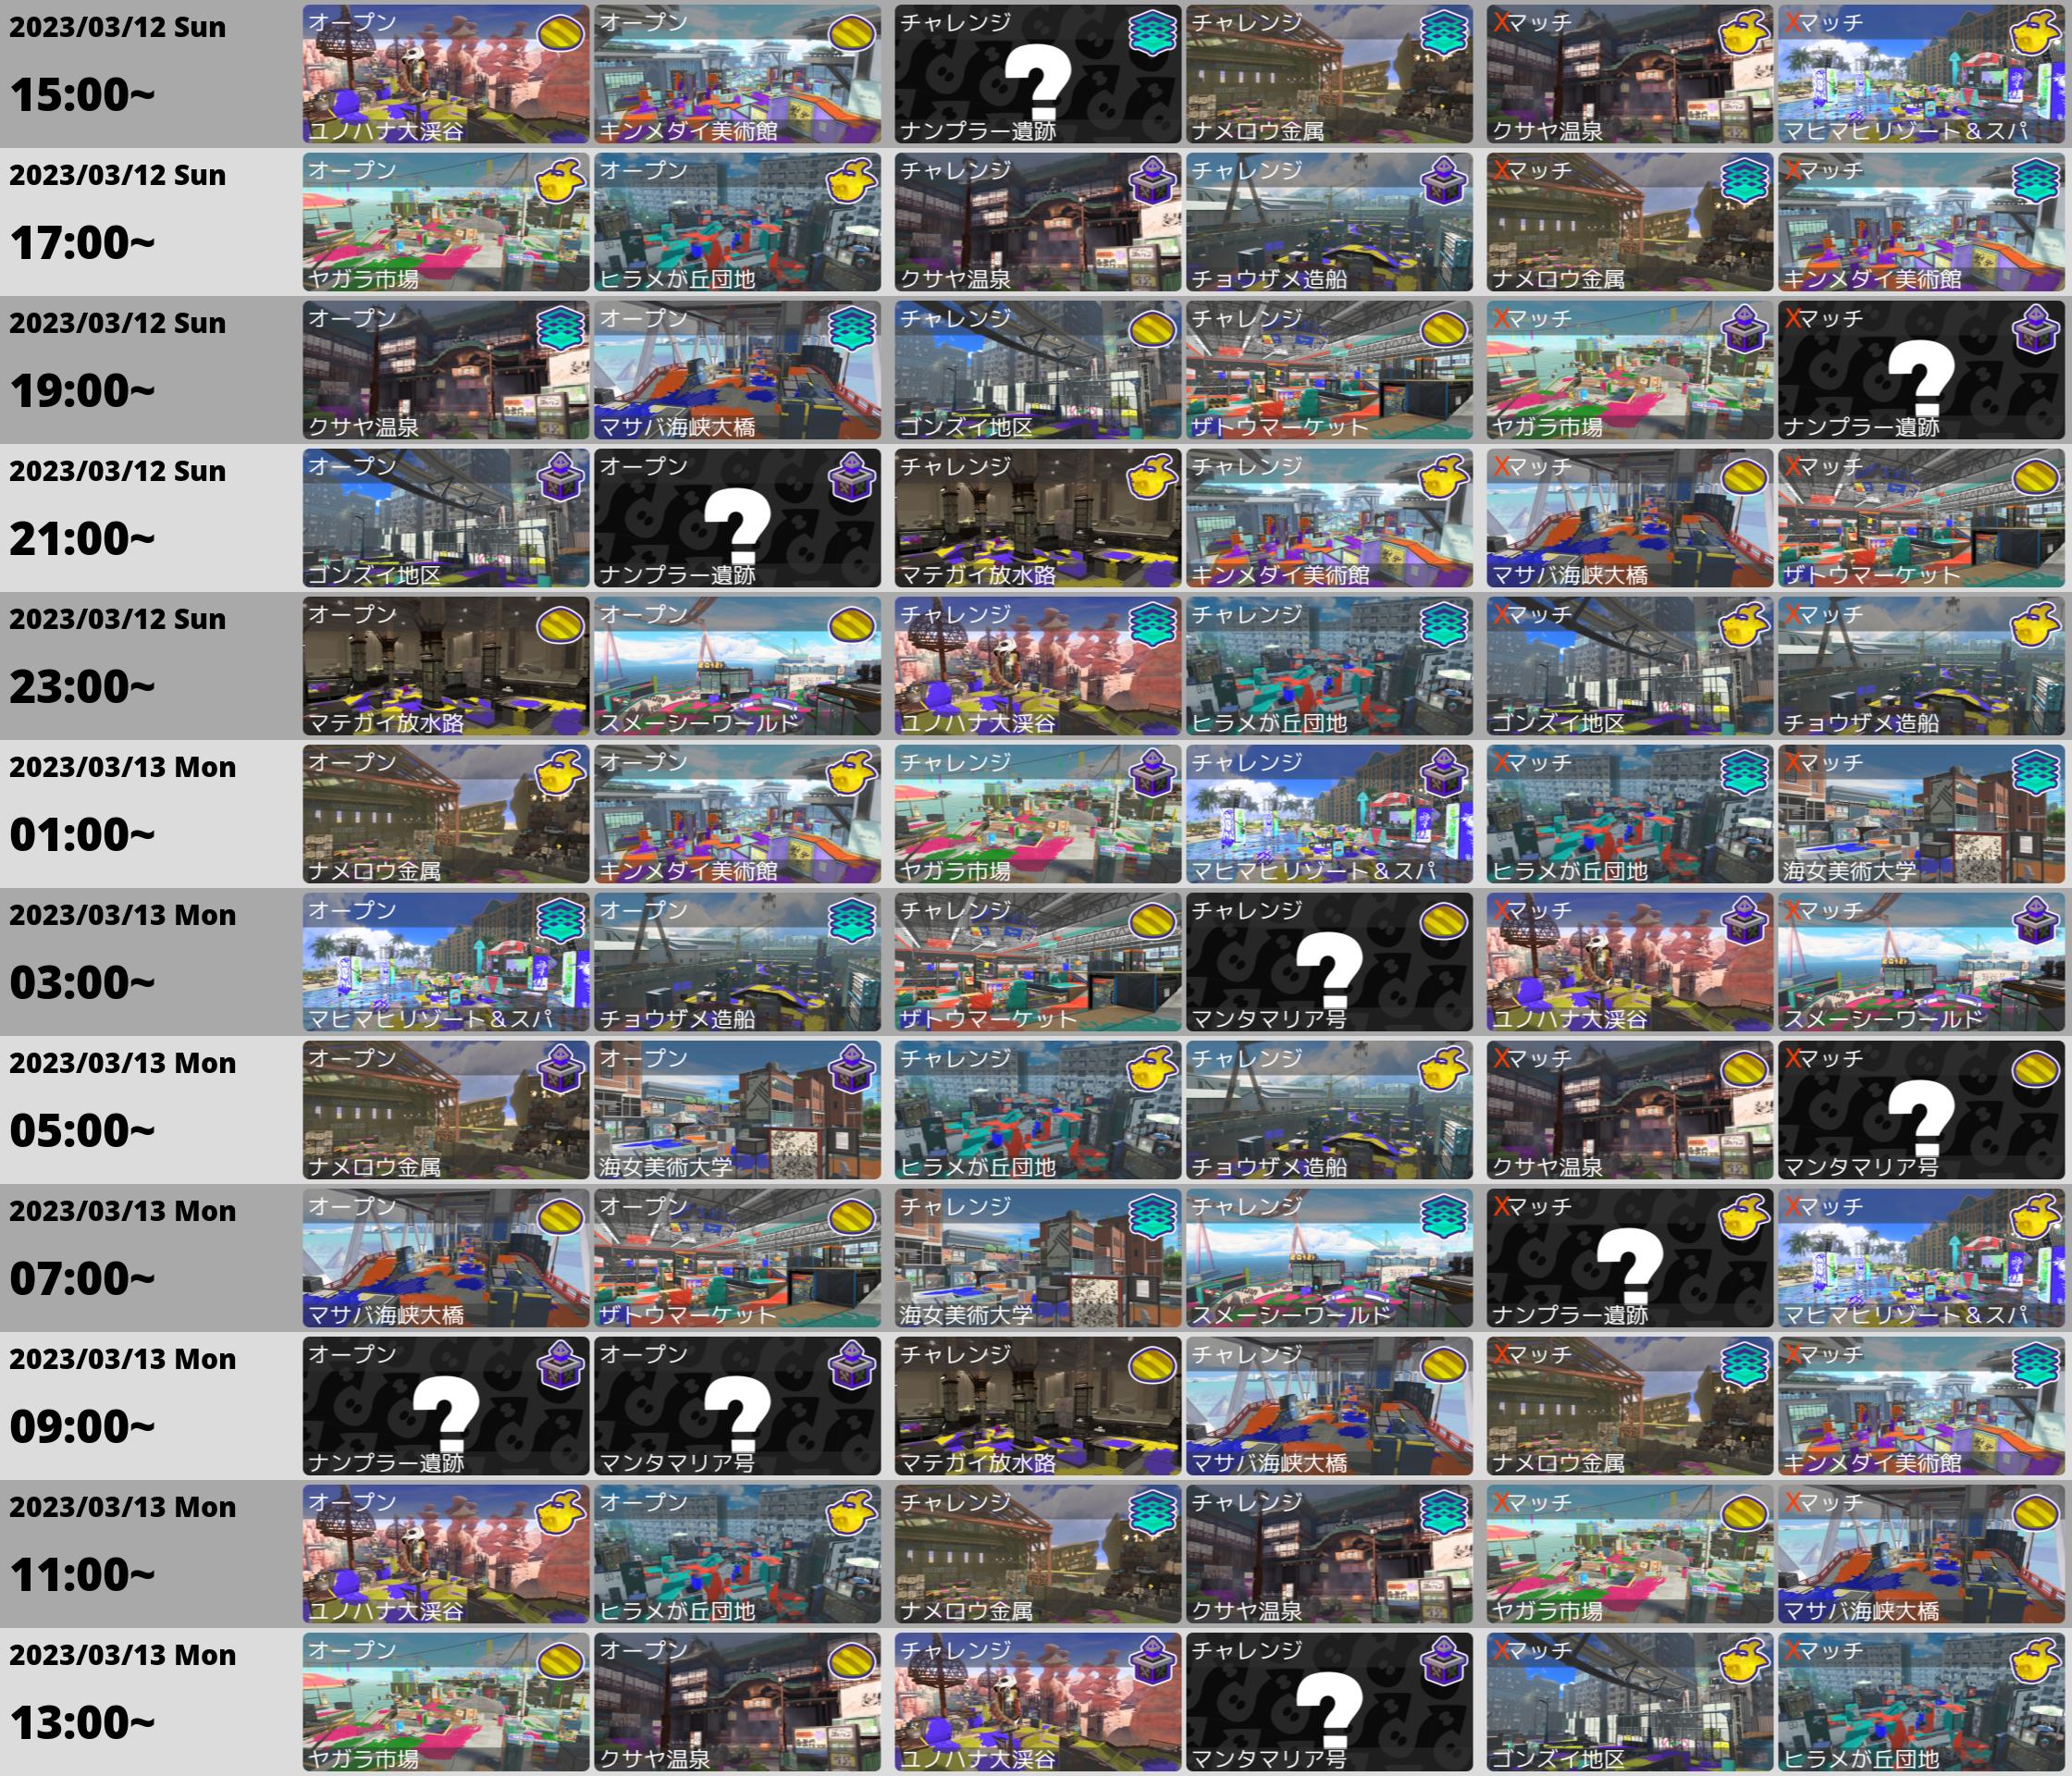 2023/03/12 Sun
15:00~
オープン オープン チャレンジ チャレンジ Xマッチ Xマッチ
ユノハナ大渓谷 キンメダイ美術館 ナンプラー遺跡 ナメロウ金属 クサヤ温泉 マヒマヒリゾート＆スパ
2023/03/12 Sun
17:00~
オープン オープン チャレンジ チャレンジ Xマッチ Xマッチ
ヤガラ市場 ヒラメが丘団地 クサヤ温泉 チョウザメ造船 ナメロウ金属 キンメダイ美術館
2023/03/12 Sun
19:00~
オープン オープン チャレンジ チャレンジ Xマッチ Xマッチ
クサヤ温泉 マサバ海峡大橋 ゴンズイ地区 ザトウマーケット ヤガラ市場 ナンプラー遺跡
2023/03/12 Sun
21:00~
オープン オープン チャレンジ チャレンジ Xマッチ Xマッチ
ゴンズイ地区 ナンプラー遺跡 マテガイ放水路 キンメダイ美術館 マサバ海峡大橋 ザトウマーケット
2023/03/12 Sun
23:00~
オープン オープン チャレンジ チャレンジ Xマッチ Xマッチ
マテガイ放水路 スメーシーワールド ユノハナ大渓谷 ヒラメが丘団地 ゴンズイ地区 チョウザメ造船
2023/03/13 Mon
01:00~
オープン オープン チャレンジ チャレンジ Xマッチ Xマッチ
ナメロウ金属 キンメダイ美術館 ヤガラ市場 マヒマヒリゾート＆スパ ヒラメが丘団地 海女美術大学
2023/03/13 Mon
03:00~
オープン オープン チャレンジ チャレンジ Xマッチ Xマッチ
マヒマヒリゾート＆スパ チョウザメ造船 ザトウマーケット マンタマリア号 ユノハナ大渓谷 スメーシーワールド
2023/03/13 Mon
05:00~
オープン オープン チャレンジ チャレンジ Xマッチ Xマッチ
ナメロウ金属 海女美術大学 ヒラメが丘団地 チョウザメ造船 クサヤ温泉 マンタマリア号
2023/03/13 Mon
07:00~
オープン オープン チャレンジ チャレンジ Xマッチ Xマッチ
マサバ海峡大橋 ザトウマーケット 海女美術大学 スメーシーワールド ナンプラー遺跡 マヒマヒリゾート＆スパ
2023/03/13 Mon
09:00~
オープン オープン チャレンジ チャレンジ Xマッチ Xマッチ
ナンプラー遺跡 マンタマリア号 マテガイ放水路 マサバ海峡大橋 ナメロウ金属 キンメダイ美術館
2023/03/13 Mon
11:00~
オープン オープン チャレンジ チャレンジ Xマッチ Xマッチ
ユノハナ大渓谷 ヒラメが丘団地 ナメロウ金属 クサヤ温泉 ヤガラ市場 マサバ海峡大橋
2023/03/13 Mon
13:00~
オープン オープン チャレンジ チャレンジ Xマッチ Xマッチ
ヤガラ市場 クサヤ温泉 ユノハナ大渓谷 マンタマリア号 ゴンズイ地区 ヒラメが丘団地